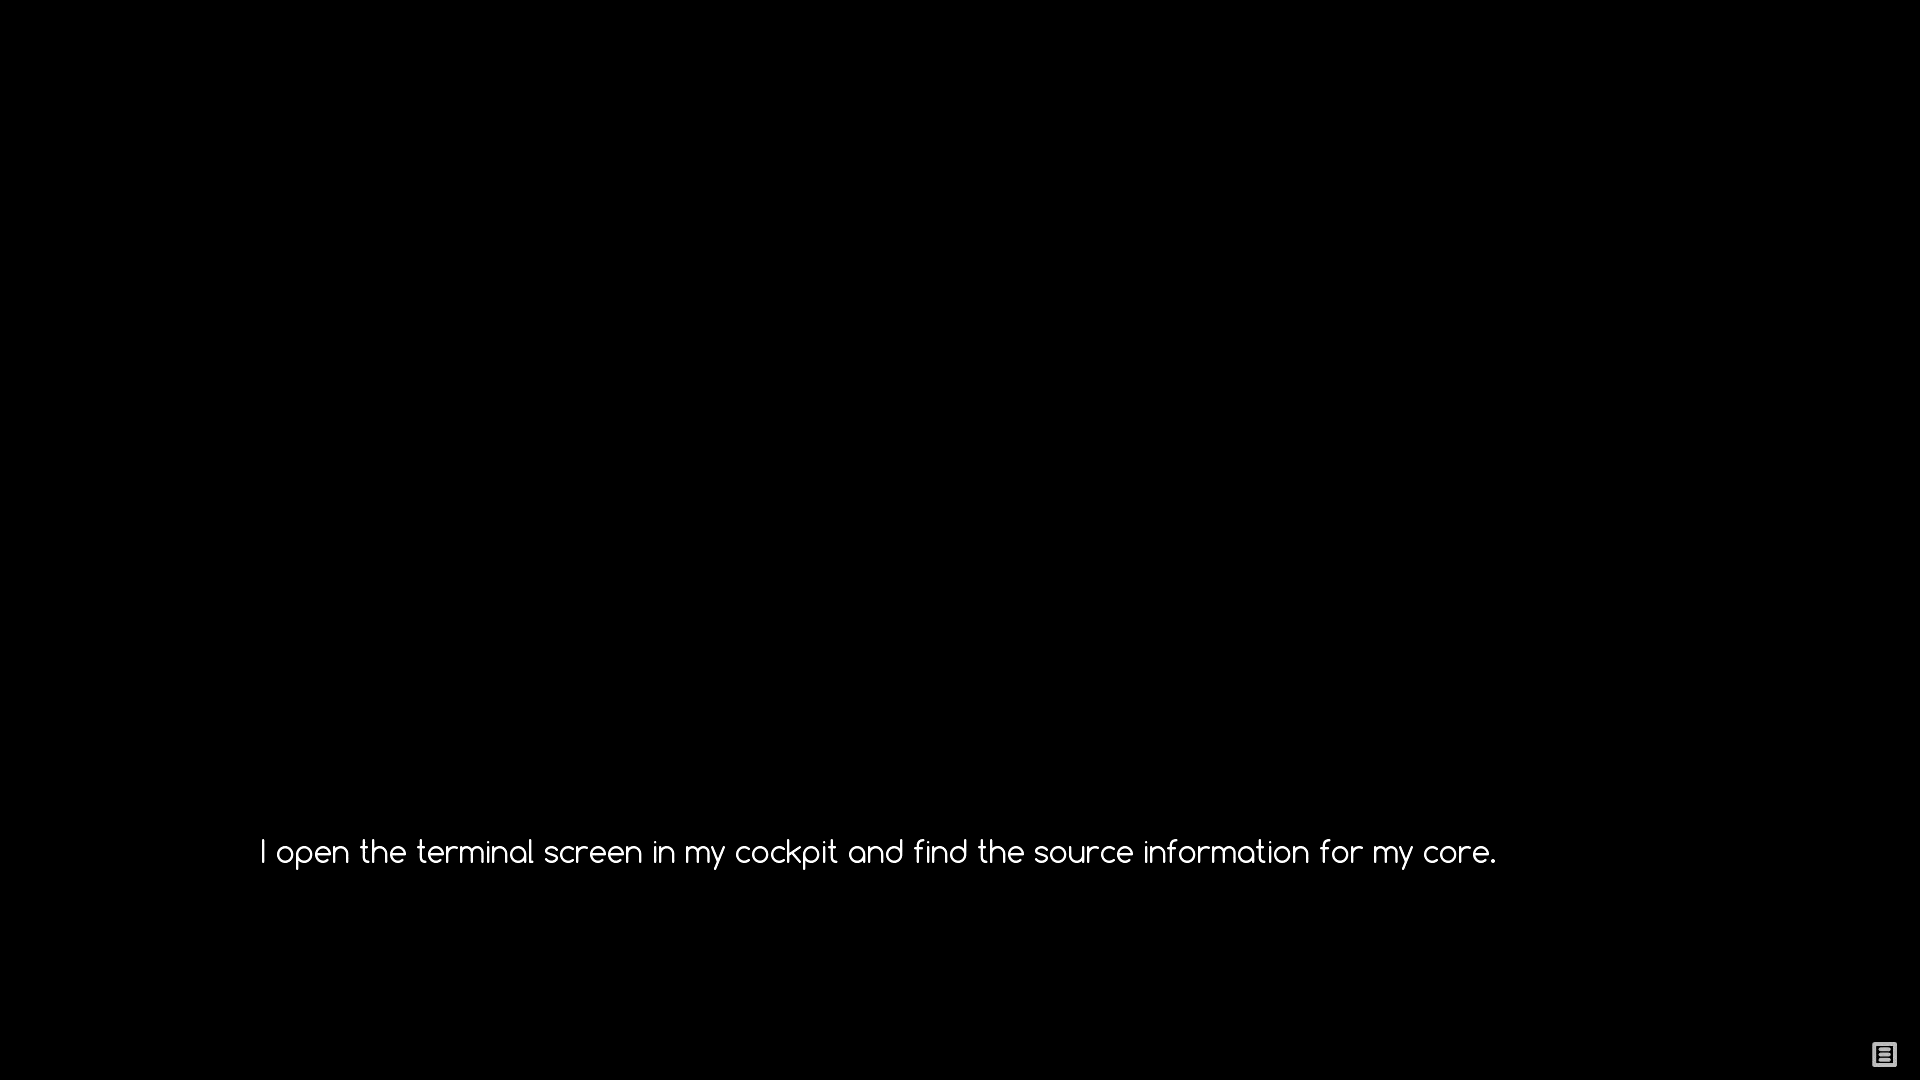 I open the terminal screen in my cockpit and find the source information for my core.